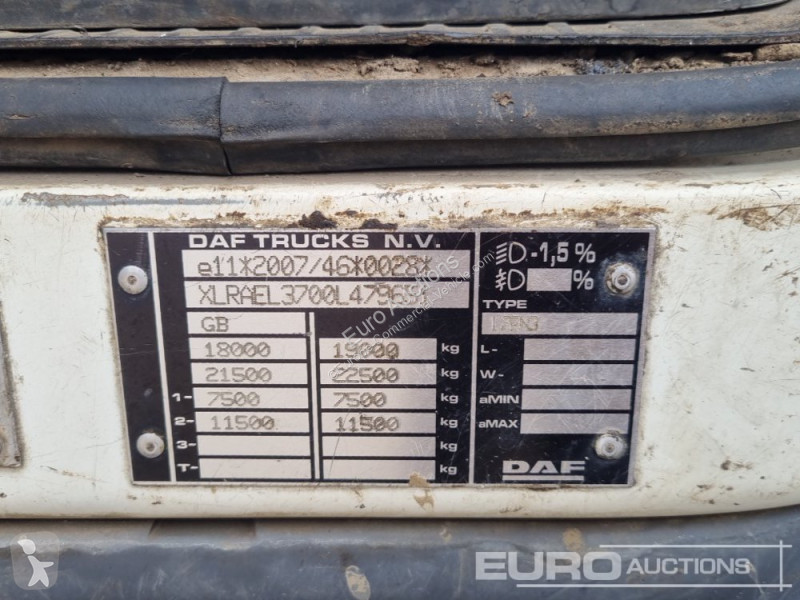 DAF TRUCKS N.V.
e11*2007/46*0028*
GB
18000 19000 kg
21500 22500 kg
1- 7500 7500 kg
2- 11500 11500 kg
3- kg
T- kg
-1,5%
%
TYPE
L-
W-
aMIN
aMAX
DAF
EURO AUCTIONS